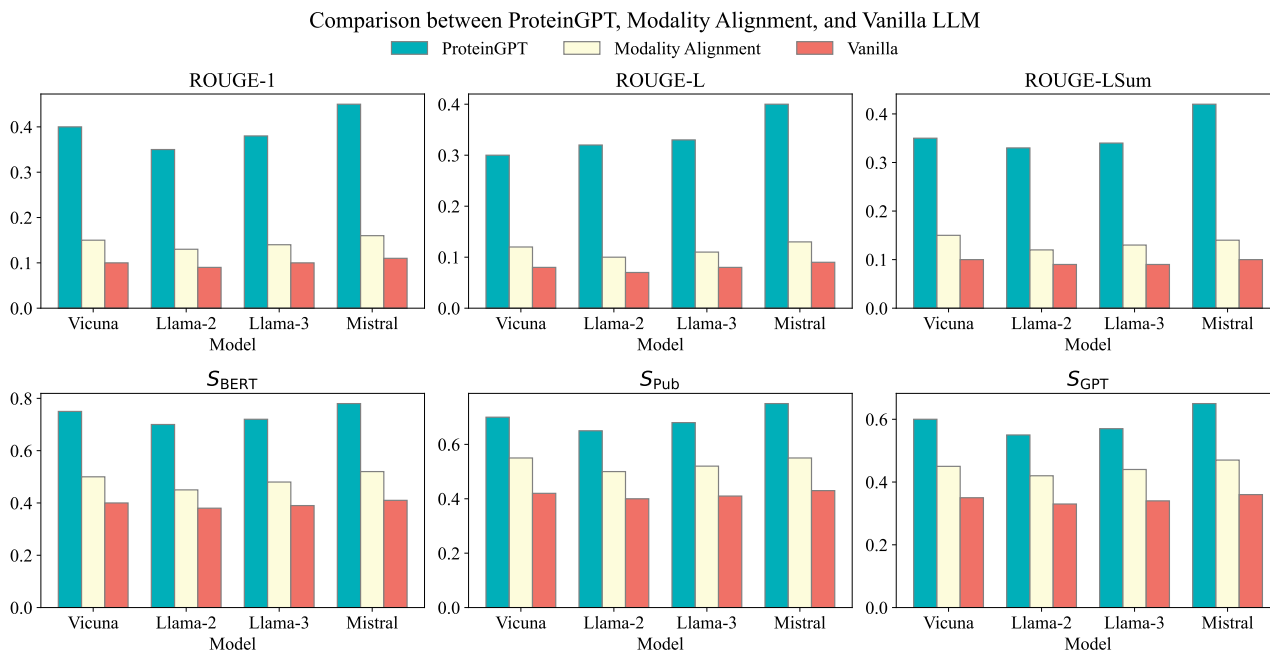 Comparison between ProteinGPT, Modality Alignment, and Vanilla LLM
ProteinGPT Modality Alignment Vanilla
ROUGE-1
0.4
0.3
0.2
0.1
0.0
Vicuna Llama-2 Llama-3 Mistral
Model
ROUGE-L
0.4
0.3
0.2
0.1
0.0
Vicuna Llama-2 Llama-3 Mistral
Model
ROUGE-LSum
0.4
0.3
0.2
0.1
0.0
Vicuna Llama-2 Llama-3 Mistral
Model
S_BERT
0.8
0.6
0.4
0.2
0.0
Vicuna Llama-2 Llama-3 Mistral
Model
S_Pub
0.6
0.4
0.2
0.0
Vicuna Llama-2 Llama-3 Mistral
Model
S_GPT
0.6
0.4
0.2
0.0
Vicuna Llama-2 Llama-3 Mistral
Model